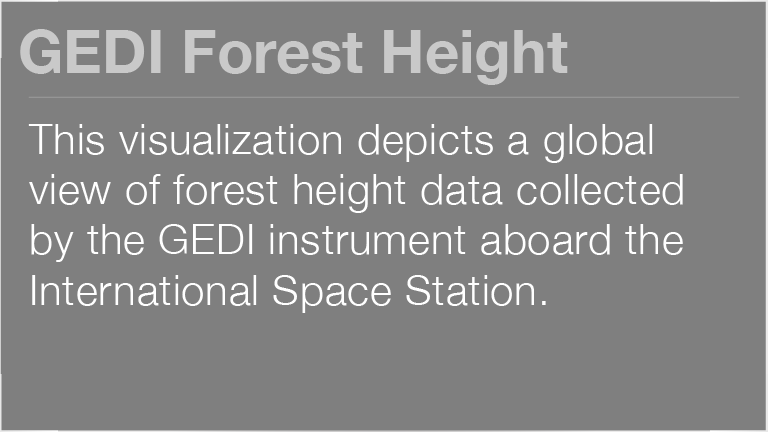 GEDI Forest Height
This visualization depicts a global
view of forest height data collected
by the GEDI instrument aboard the
International Space Station.